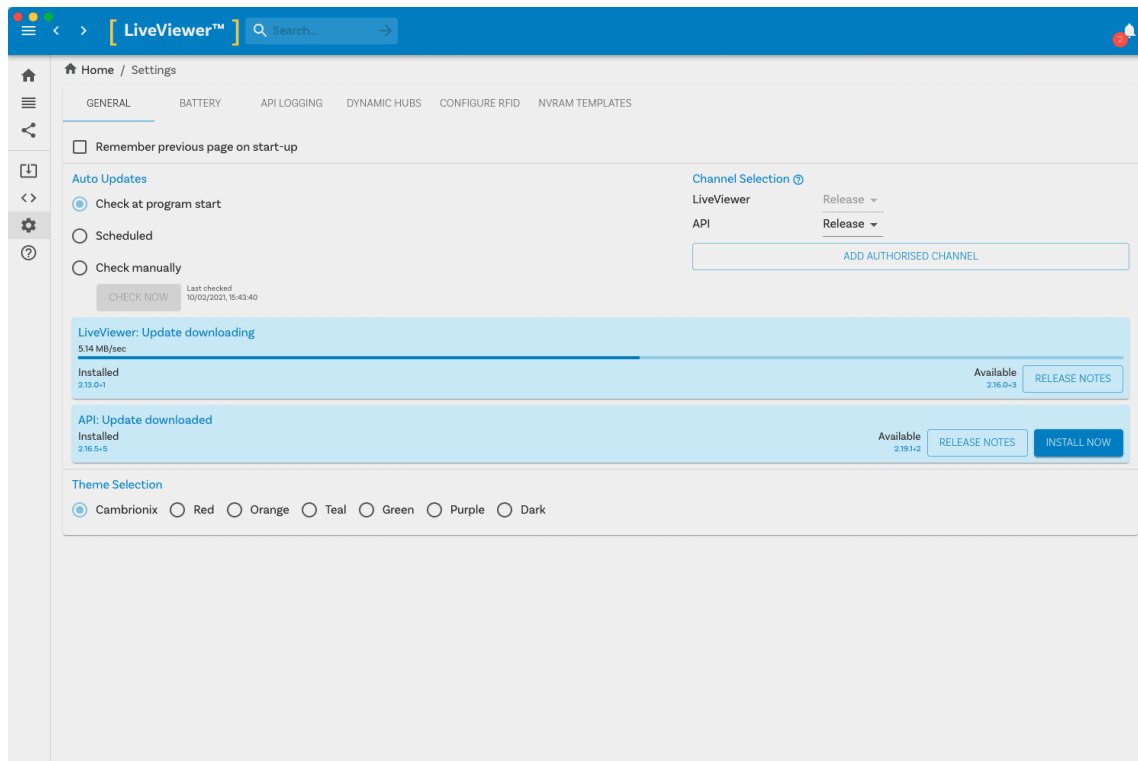 [ LiveViewer™ ] Search...
2
Home / Settings
GENERAL BATTERY API LOGGING DYNAMIC HUBS CONFIGURE RFID NVRAM TEMPLATES
Remember previous page on start-up
Auto Updates
Check at program start
Scheduled
Check manually
CHECK NOW
Last checked
10/02/2021, 15:43:40
Channel Selection
LiveViewer Release
API Release
ADD AUTHORISED CHANNEL
LiveViewer: Update downloading
5.14 MB/sec
Installed
2.13.0+1
Available
2.16.0+3
RELEASE NOTES
API: Update downloaded
Installed
2.16.5+5
Available
2.19.1+2
RELEASE NOTES
INSTALL NOW
Theme Selection
Cambrionix Red Orange Teal Green Purple Dark